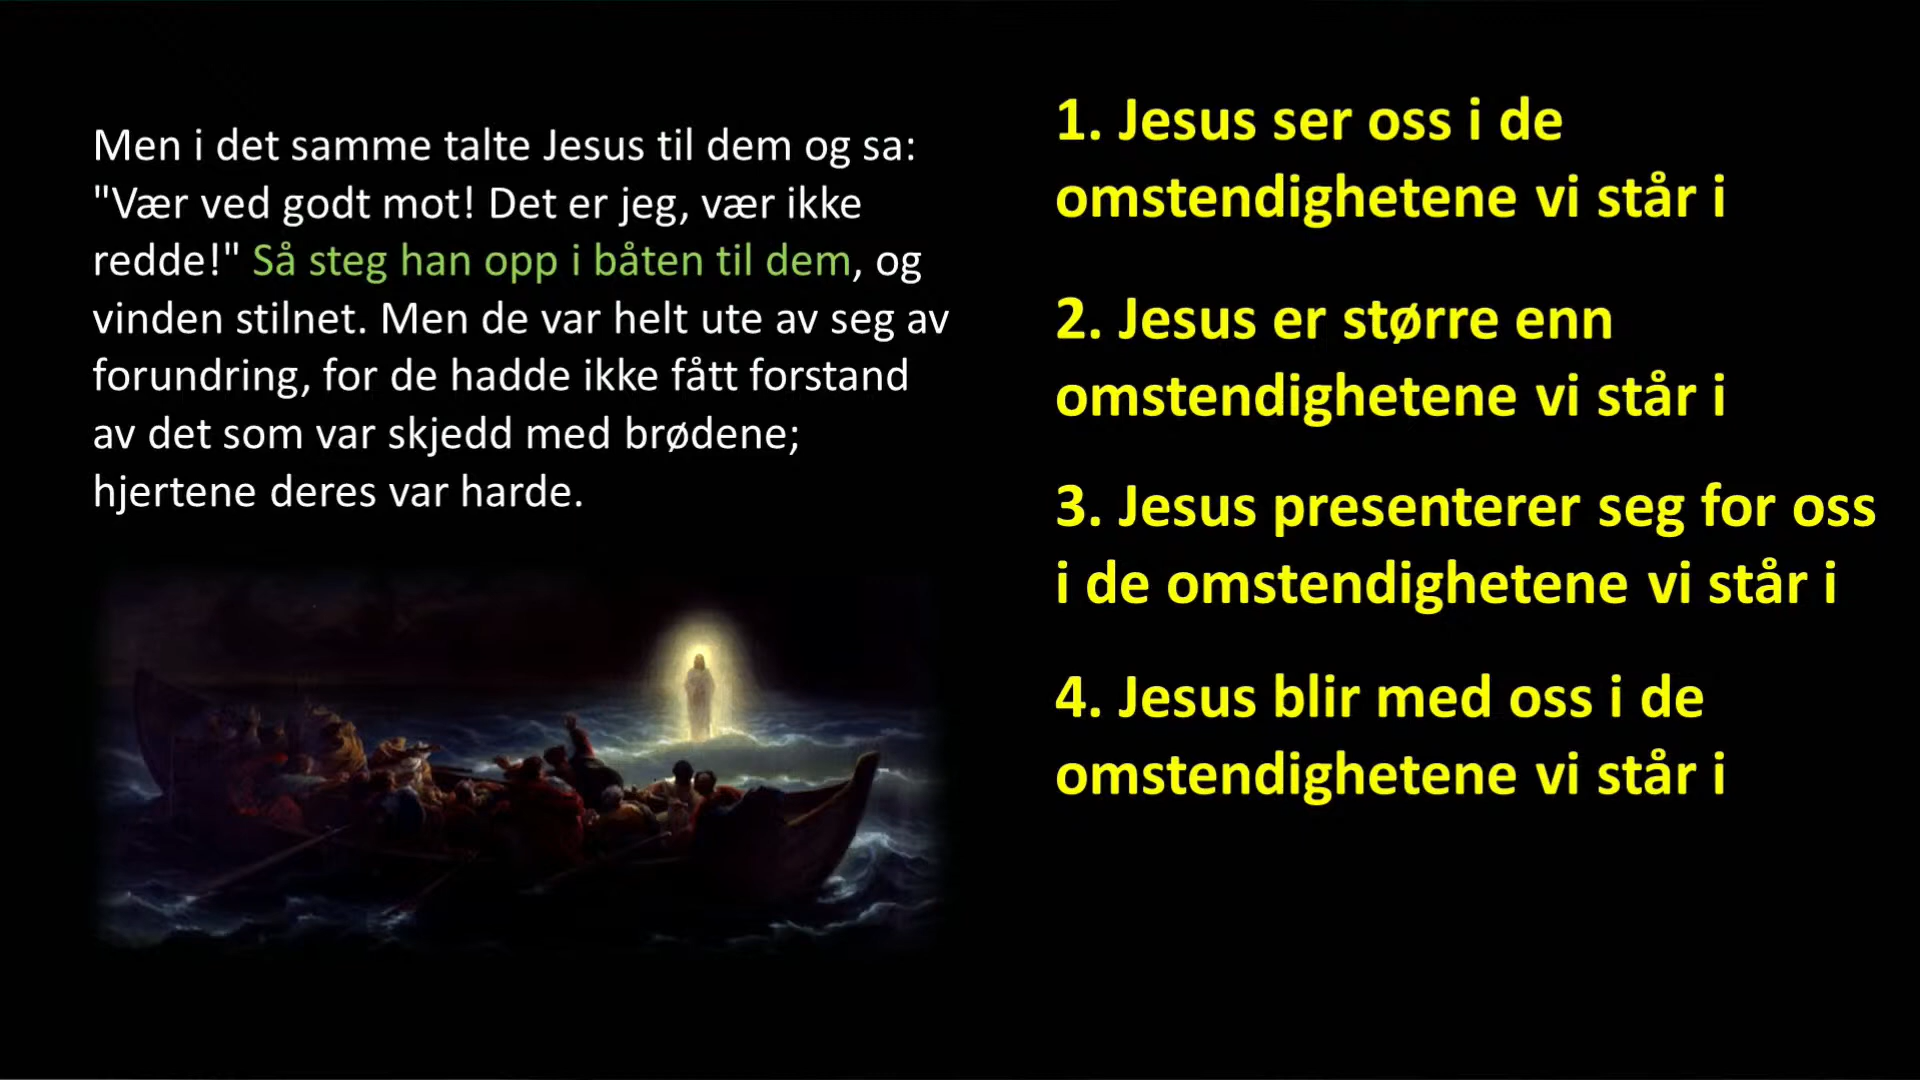 Men i det samme talte Jesus til dem og sa:
"Vær ved godt mot! Det er jeg, vær ikke
redde!" Så steg han opp i båten til dem, og
vinden stilnet. Men de var helt ute av seg av
forundring, for de hadde ikke fått forstand
av det som var skjedd med brødene;
hjertene deres var harde.
1. Jesus ser oss i de
omstendighetene vi står i
2. Jesus er større enn
omstendighetene vi står i
3. Jesus presenterer seg for oss
i de omstendighetene vi står i
4. Jesus blir med oss i de
omstendighetene vi står i